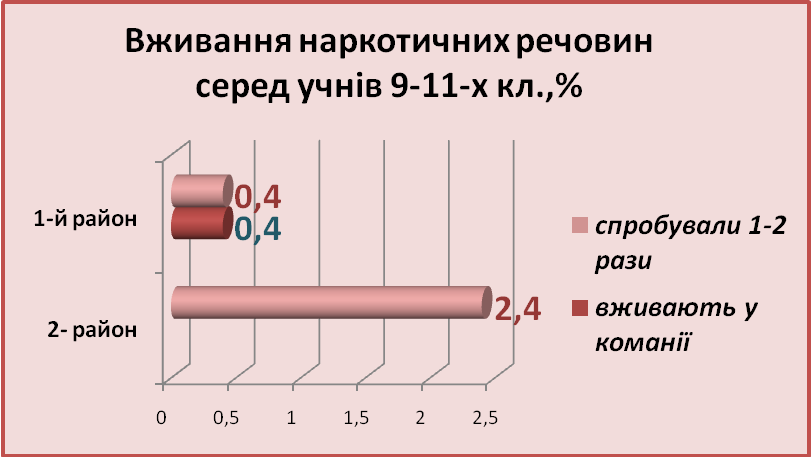 Вживання наркотичних речовин
серед учнів 9-11-х кл.,%
1-й район
0,4
0,4
2- район
2,4
0
0,5
1
1,5
2
2,5
спробували 1-2
рази
вживають у
команії